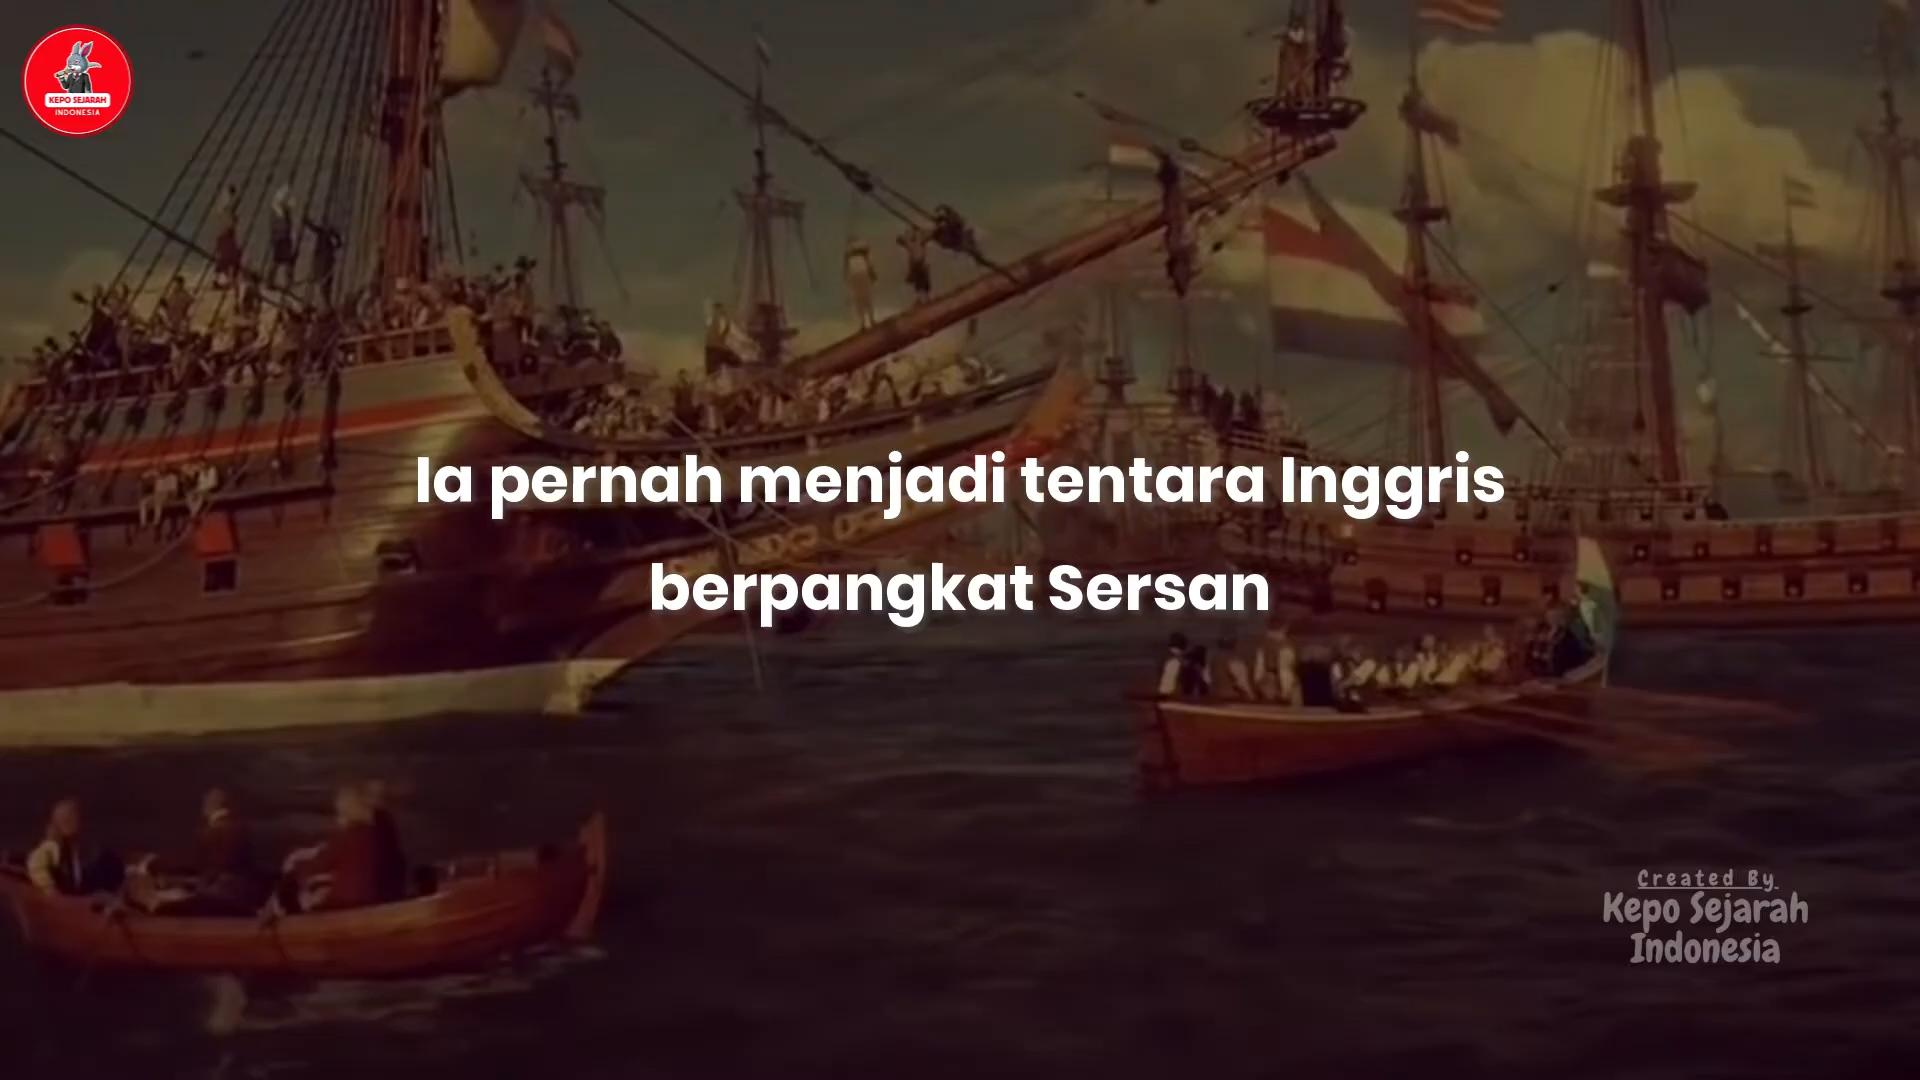 KEPO SEJARAH
INDONESIA
Ia pernah menjadi tentara Inggris
berpangkat Sersan
Created By
Kepo Sejarah
Indonesia